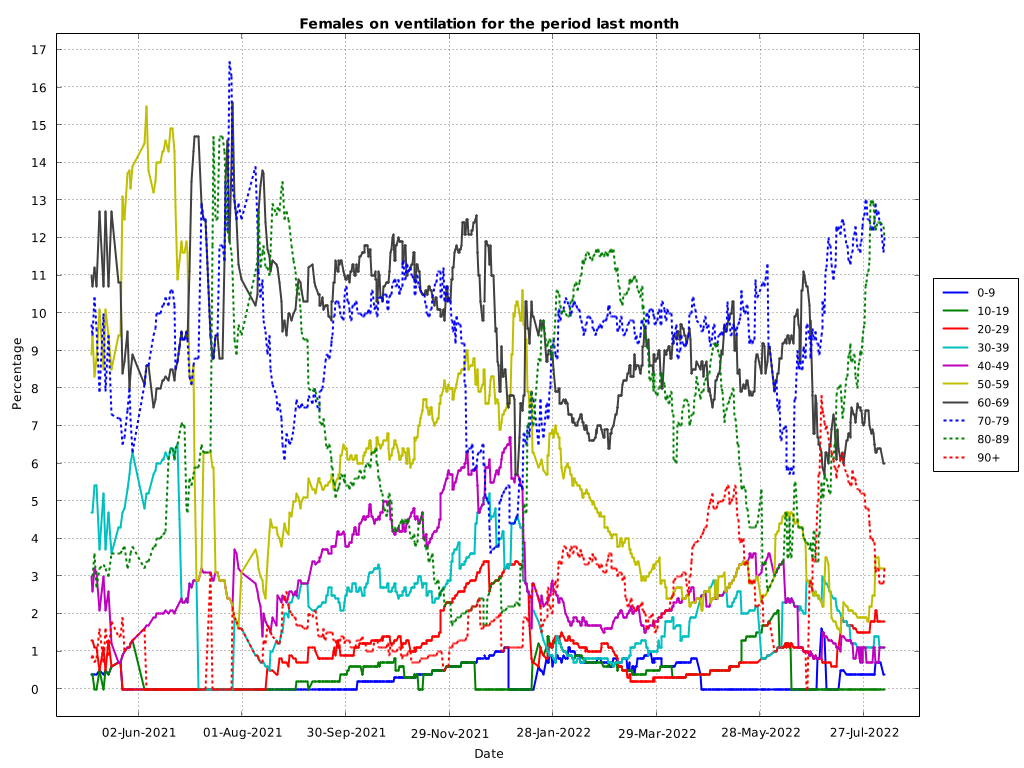 Females on ventilation for the period last month
Percentage
17
16
15
14
13
12
11
10
9
8
7
6
5
4
3
2
1
0
02-Jun-2021
01-Aug-2021
30-Sep-2021
29-Nov-2021
28-Jan-2022
29-Mar-2022
28-May-2022
27-Jul-2022
Date
0-9
10-19
20-29
30-39
40-49
50-59
60-69
70-79
80-89
90+